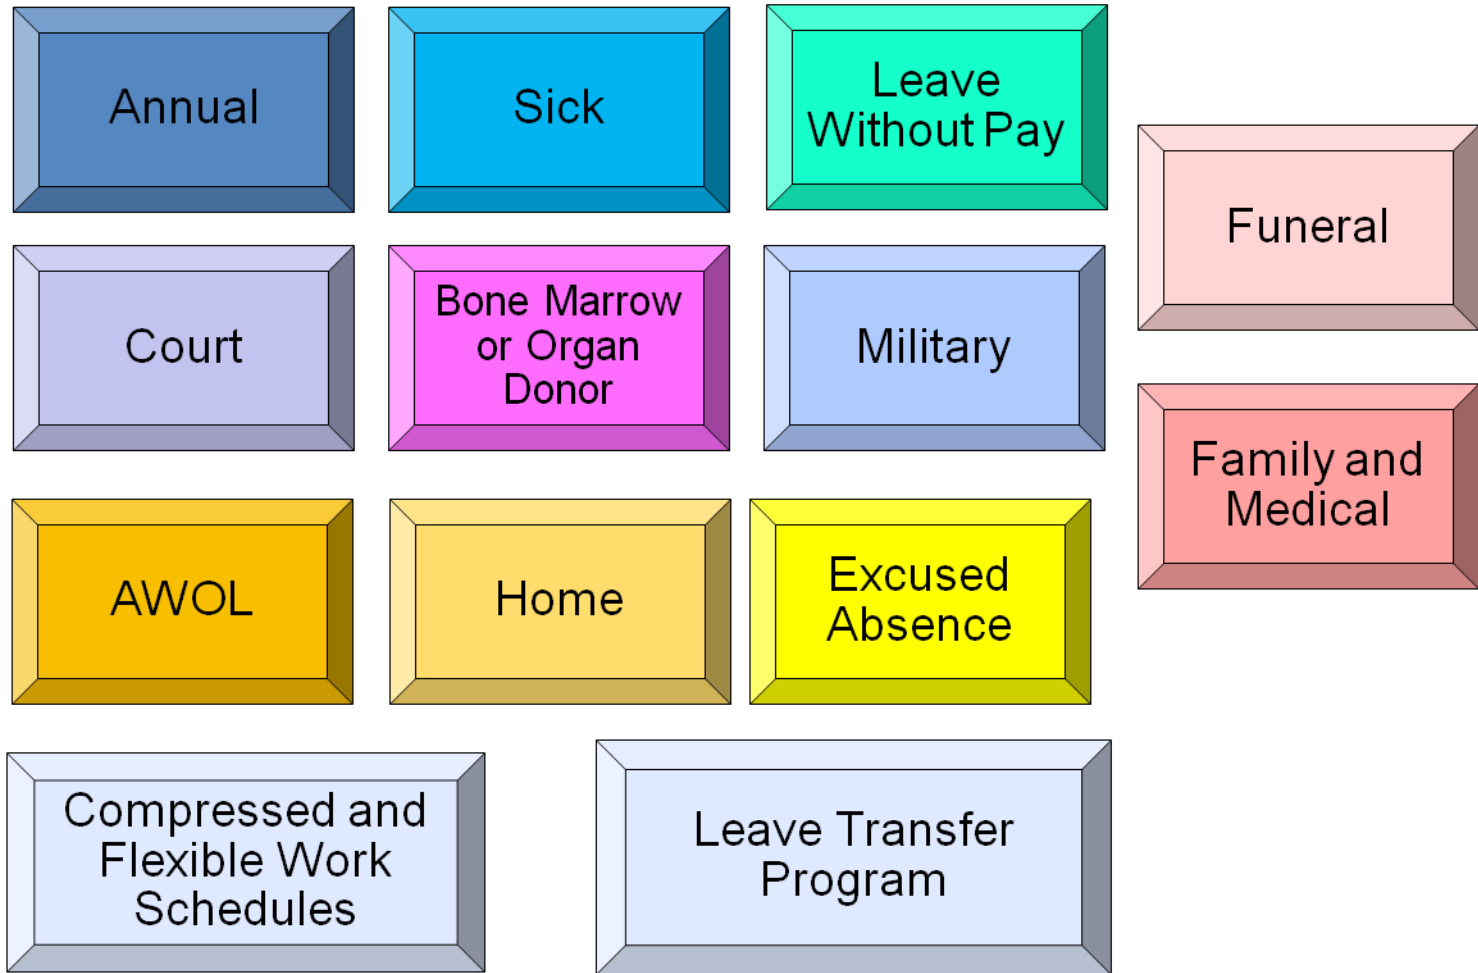 Annual
Sick
Leave
Without Pay
Funeral
Court
Bone Marrow
or Organ
Donor
Military
Family and
Medical
AWOL
Home
Excused
Absence
Compressed and
Flexible Work
Schedules
Leave Transfer
Program